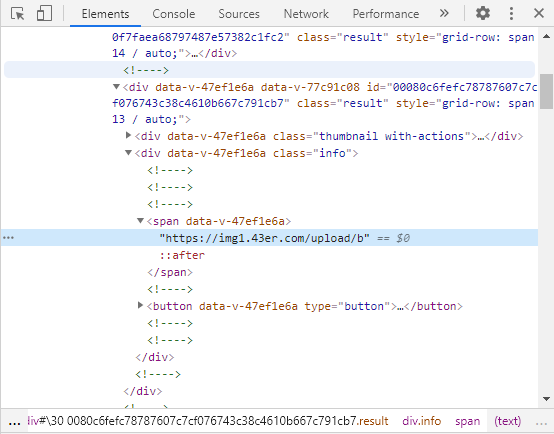 Elements Console Sources Network Performance »
0f7faea68797487e57382c1fc2" class="result" style="grid-row: span
14 / auto;">…</div>
<!---->
<div data-v-47ef1e6a data-v-77c91c08 id="00080c6fefc78787607c7c
f076743c38c4610b667c791cb7" class="result" style="grid-row: span
13 / auto;">
<div data-v-47ef1e6a class="thumbnail with-actions">…</div>
<div data-v-47ef1e6a class="info">
<!---->
<!---->
<!---->
<span data-v-47ef1e6a>
… "https://img1.43er.com/upload/b" == $0
::after
</span>
<!---->
<button data-v-47ef1e6a type="button">…</button>
<!---->
<!---->
</div>
<!---->
</div>
<!---->
… div#\30 0080c6fefc78787607c7cf076743c38c4610b667c791cb7.result div.info span (text)